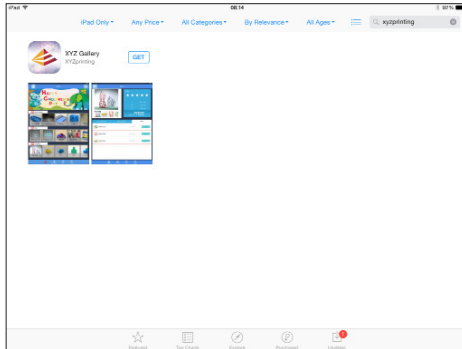 iPad
08:14
97%
iPad Only
Any Price
All Categories
By Relevance
All Ages
xyzprinting
XYZ Gallery
XYZprinting
GET
Featured
Top Charts
Explore
Purchased
Updates